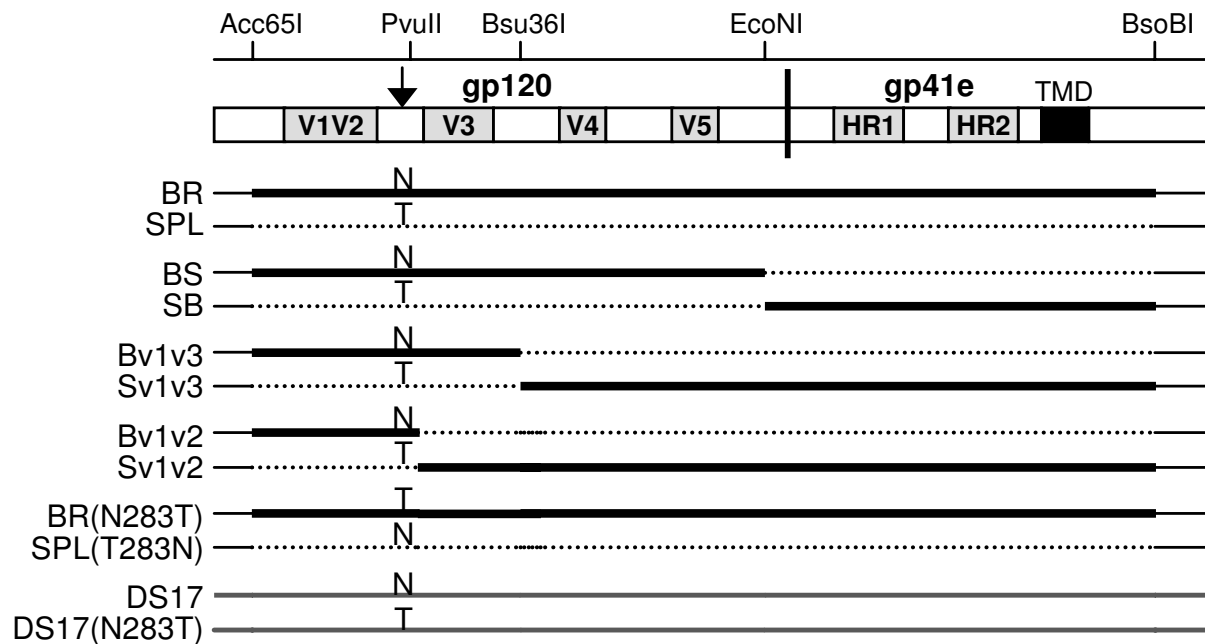 Acc65I PvuII Bsu36I EcoNI BsoBI
gp120 gp41e TMD
V1V2 V3 V4 V5 HR1 HR2
BR N
SPL T
BS N
SB T
Bv1v3 N
Sv1v3 T
Bv1v2 N
Sv1v2 T
BR(N283T) T
SPL(T283N) N
DS17 N
DS17(N283T) T